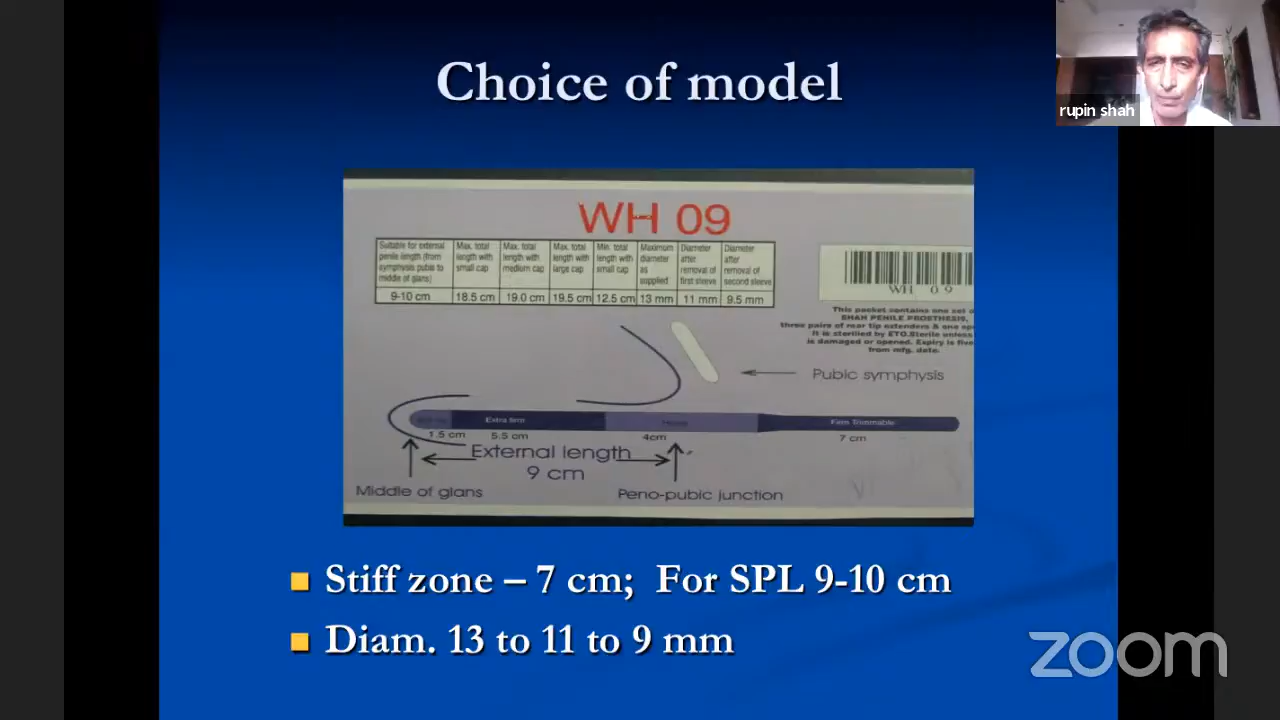 Choice of model
rupin shah
WH 09
Suitable for external penile length (from symphysis pubis to middle of glans)
Max. total length with small cap
Max. total length with medium cap
Max. total length with large cap
Min. total length with small cap
Maximum diameter as supplied
Diameter after removal of first sleeve
Diameter after removal of second sleeve
9-10 cm 18.5 cm 19.0 cm 19.5 cm 12.5 cm 13 mm 11 mm 9.5 mm
WH 09
This packet contains one set o
SHAH PENILE PROSTHESIS,
three pairs of rear tip extenders & one
It is sterilied by ETO.Sterile unless
is damaged or opened. Expiry is five
from mfg. date.
Pubic symphysis
Extra firm
Firm Trimmable
1.5 cm 5.5 cm 4cm 7 cm
External length
9 cm
Middle of glans
Peno-pubic junction
Stiff zone – 7 cm; For SPL 9-10 cm
Diam. 13 to 11 to 9 mm
zoom